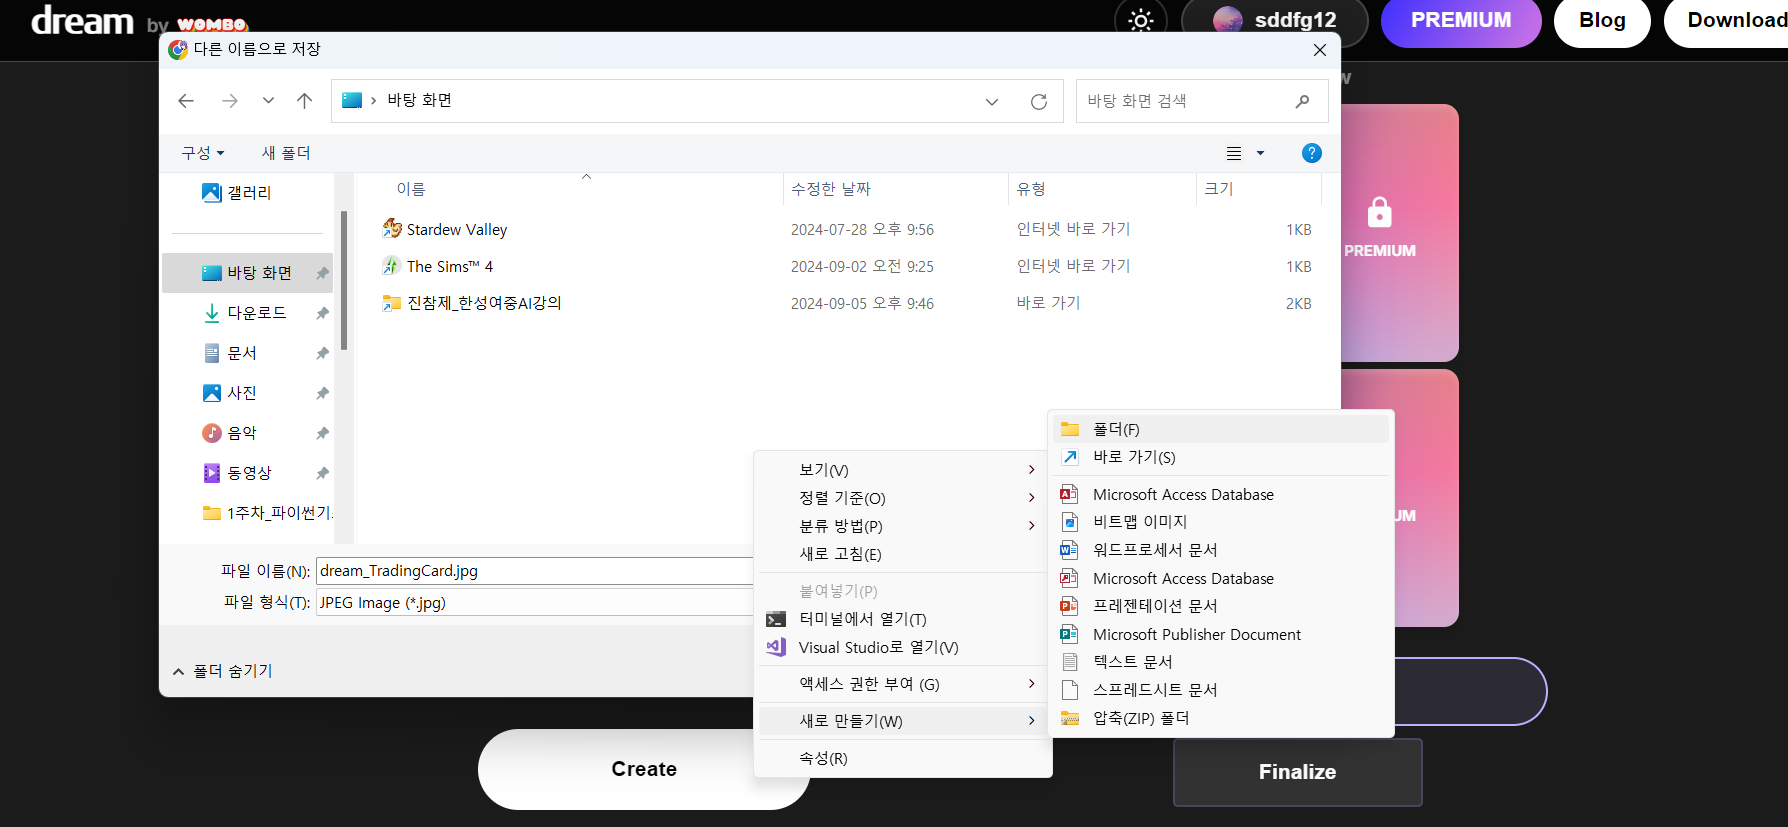 dream by WOMBO
sddfg12
PREMIUM
Blog
Download
다른 이름으로 저장
바탕 화면
바탕 화면 검색
구성
새 폴더
갤러리
바탕 화면
다운로드
문서
사진
음악
동영상
1주차_파이썬기
이름 수정한 날짜 유형 크기
Stardew Valley 2024-07-28 오후 9:56 인터넷 바로 가기 1KB
The Sims™ 4 2024-09-02 오전 9:25 인터넷 바로 가기 1KB
진참제_한성여중AI강의 2024-09-05 오후 9:46 바로 가기 2KB
파일 이름(N): dream_TradingCard.jpg
파일 형식(T): JPEG Image (*.jpg)
폴더 숨기기
보기(V)
정렬 기준(O)
분류 방법(P)
새로 고침(E)
붙여넣기(P)
터미널에서 열기(T)
Visual Studio로 열기(V)
액세스 권한 부여 (G)
새로 만들기(W)
속성(R)
폴더(F)
바로 가기(S)
Microsoft Access Database
비트맵 이미지
워드프로세서 문서
Microsoft Access Database
프레젠테이션 문서
Microsoft Publisher Document
텍스트 문서
스프레드시트 문서
압축(ZIP) 폴더
w
PREMIUM
UM
Create
Finalize